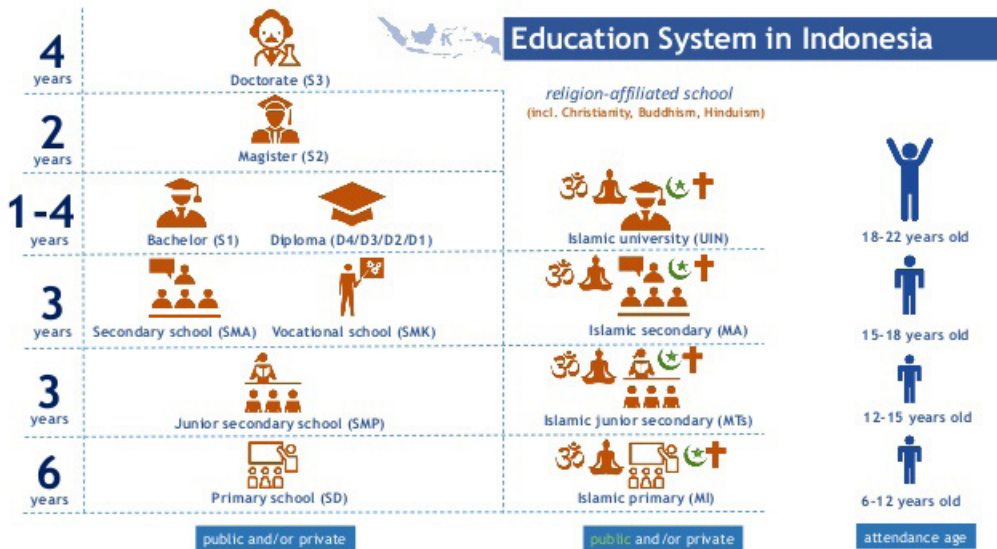 Education System in Indonesia
4
years
Doctorate (S3)
religion-affiliated school
(incl. Christianity, Buddhism, Hinduism)
2
years
Magister (S2)
1-4
years
Bachelor (S1)
Diploma (D4/D3/D2/D1)
Islamic university (UIN)
18-22 years old
3
years
Secondary school (SMA)
Vocational school (SMK)
Islamic secondary (MA)
15-18 years old
3
years
Junior secondary school (SMP)
Islamic junior secondary (MTs)
12-15 years old
6
years
Primary school (SD)
Islamic primary (MI)
6-12 years old
public and/or private
public and/or private
attendance age